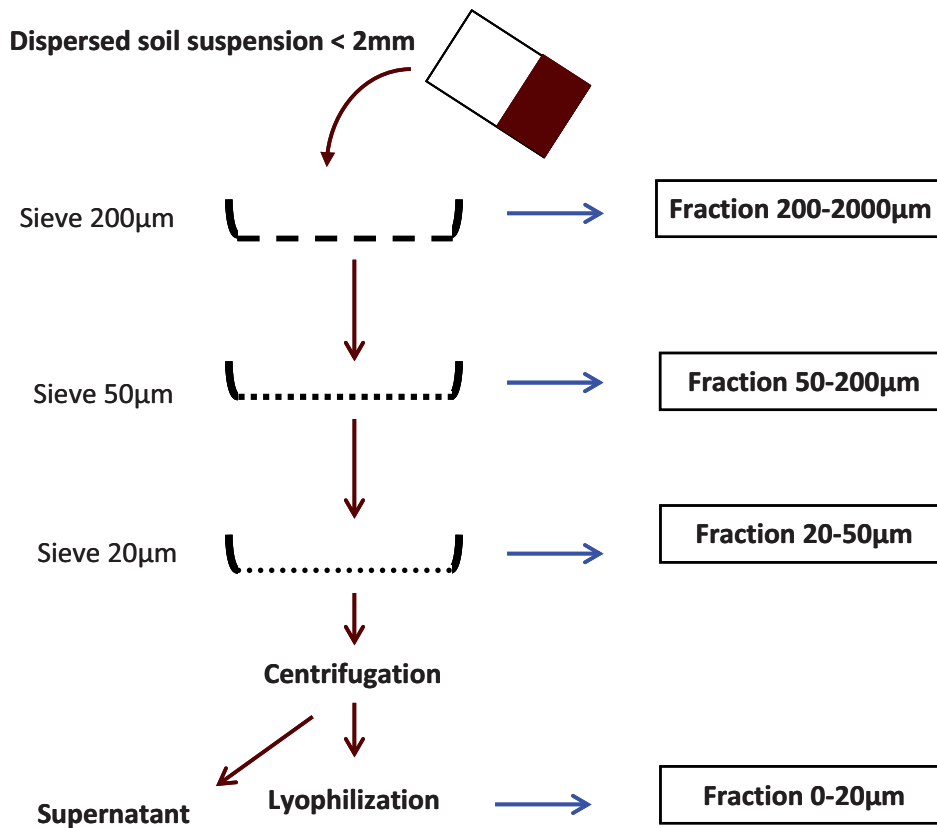 Dispersed soil suspension < 2mm
Sieve 200µm
Fraction 200-2000µm
Sieve 50µm
Fraction 50-200µm
Sieve 20µm
Fraction 20-50µm
Centrifugation
Supernatant
Lyophilization
Fraction 0-20µm